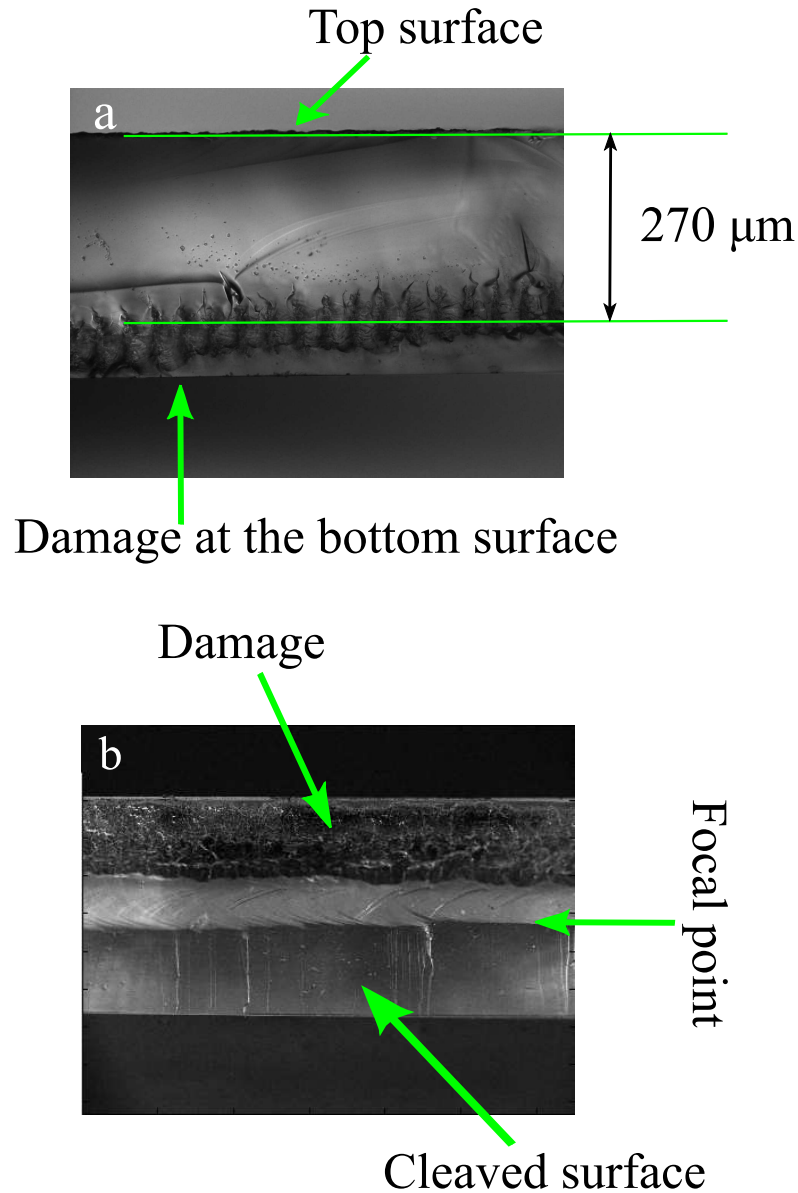 Top surface
a
270 μm
Damage at the bottom surface
Damage
b
Focal point
Cleaved surface